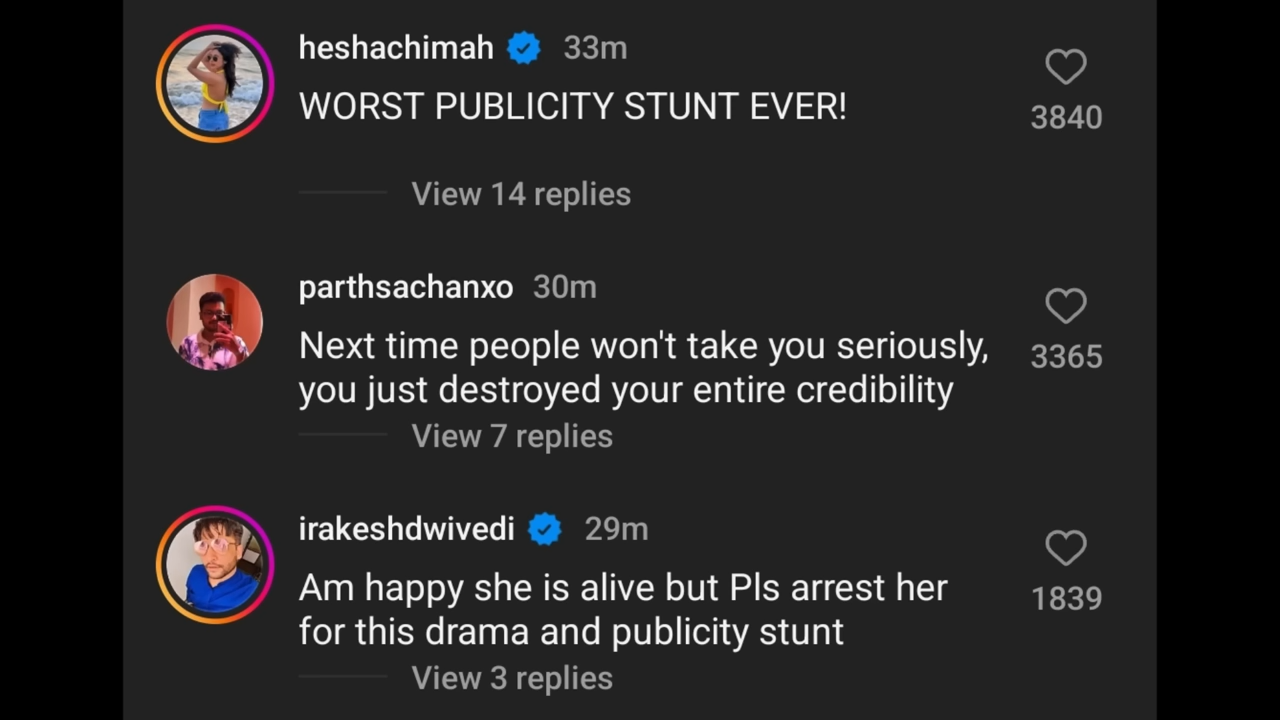 heshachimah 33m
WORST PUBLICITY STUNT EVER!
3840
View 14 replies
parthsachanxo 30m
Next time people won't take you seriously,
you just destroyed your entire credibility
3365
View 7 replies
irakeshdwivedi 29m
Am happy she is alive but Pls arrest her
for this drama and publicity stunt
1839
View 3 replies